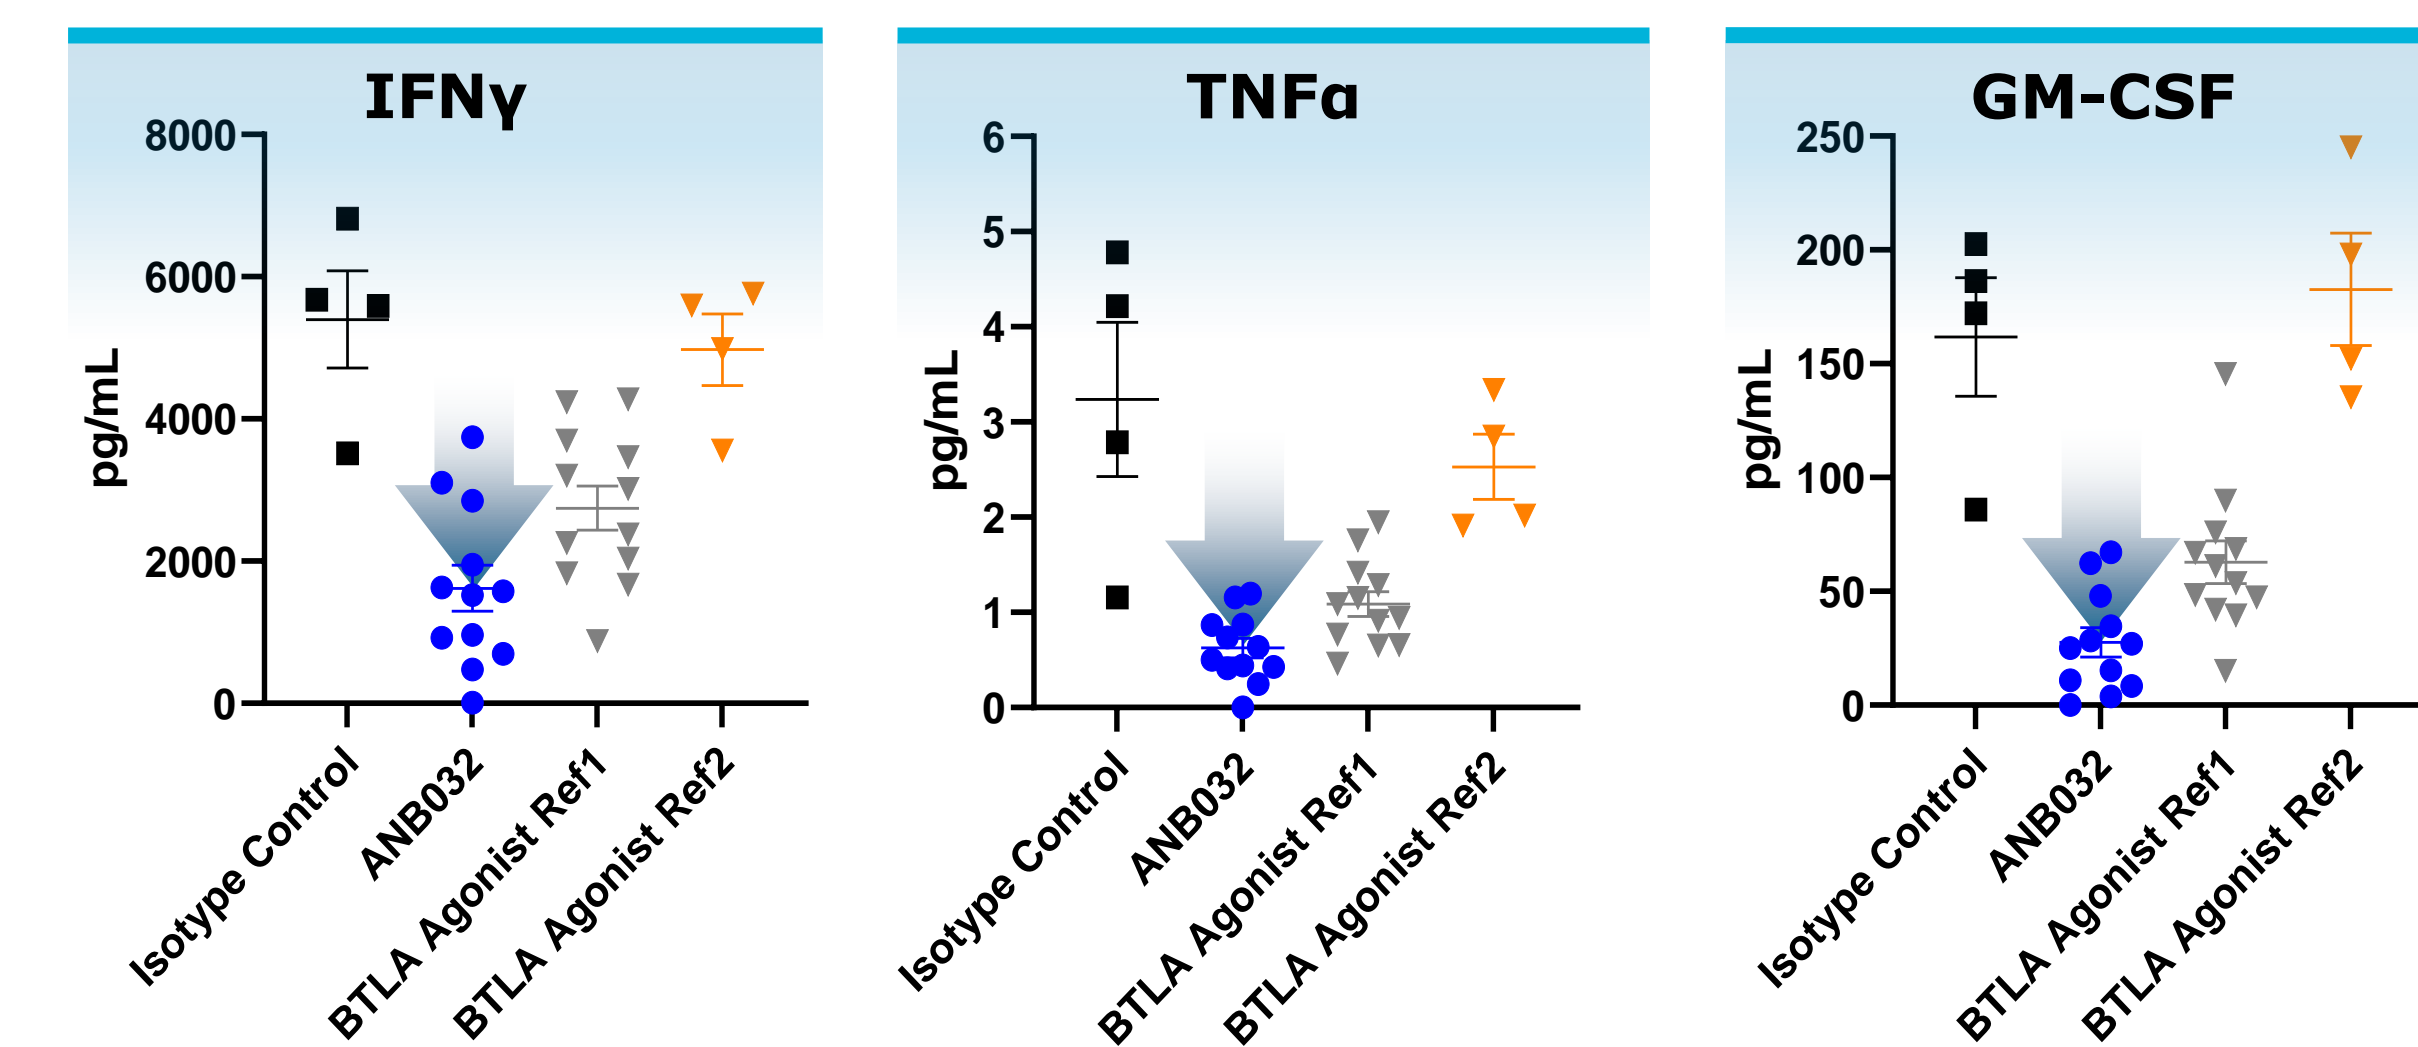 IFNγ
8000
6000
4000
2000
0
pg/mL
Isotype Control
ANB032
BTLA Agonist Ref1
BTLA Agonist Ref2
TNFα
6
5
4
3
2
1
0
pg/mL
Isotype Control
ANB032
BTLA Agonist Ref1
BTLA Agonist Ref2
GM-CSF
250
200
150
100
50
0
pg/mL
Isotype Control
ANB032
BTLA Agonist Ref1
BTLA Agonist Ref2